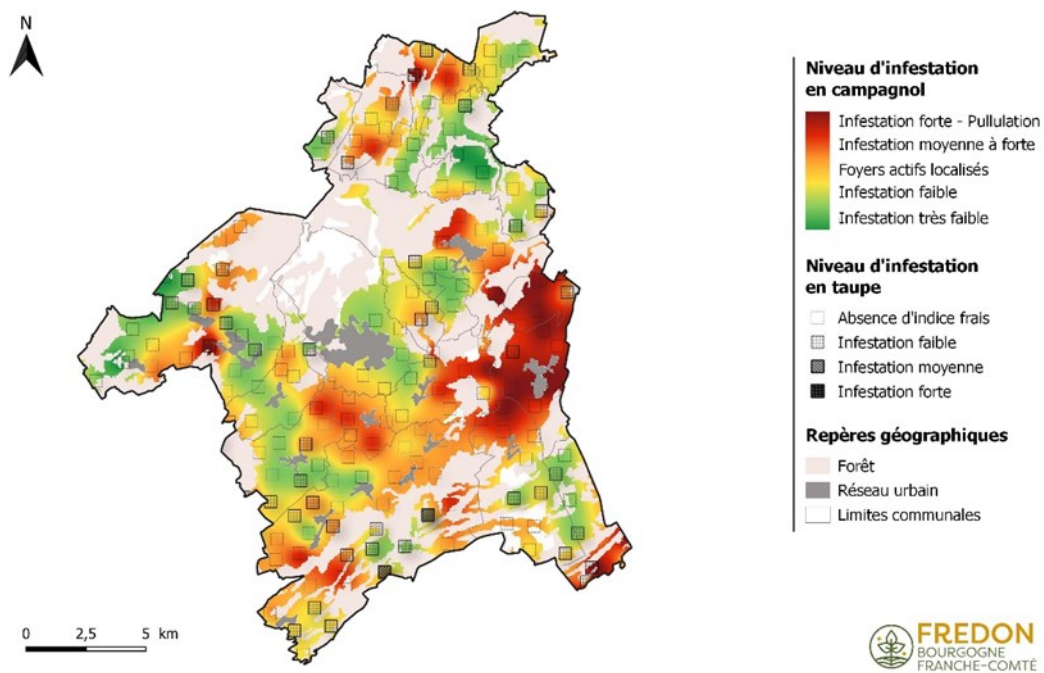 N
Niveau d'infestation
en campagnol
Infestation forte - Pullulation
Infestation moyenne à forte
Foyers actifs localisés
Infestation faible
Infestation très faible
Niveau d'infestation
en taupe
Absence d'indice frais
Infestation faible
Infestation moyenne
Infestation forte
Repères géographiques
Forêt
Réseau urbain
Limites communales
0 2,5 5 km
FREDON
BOURGOGNE
FRANCHE-COMTÉ